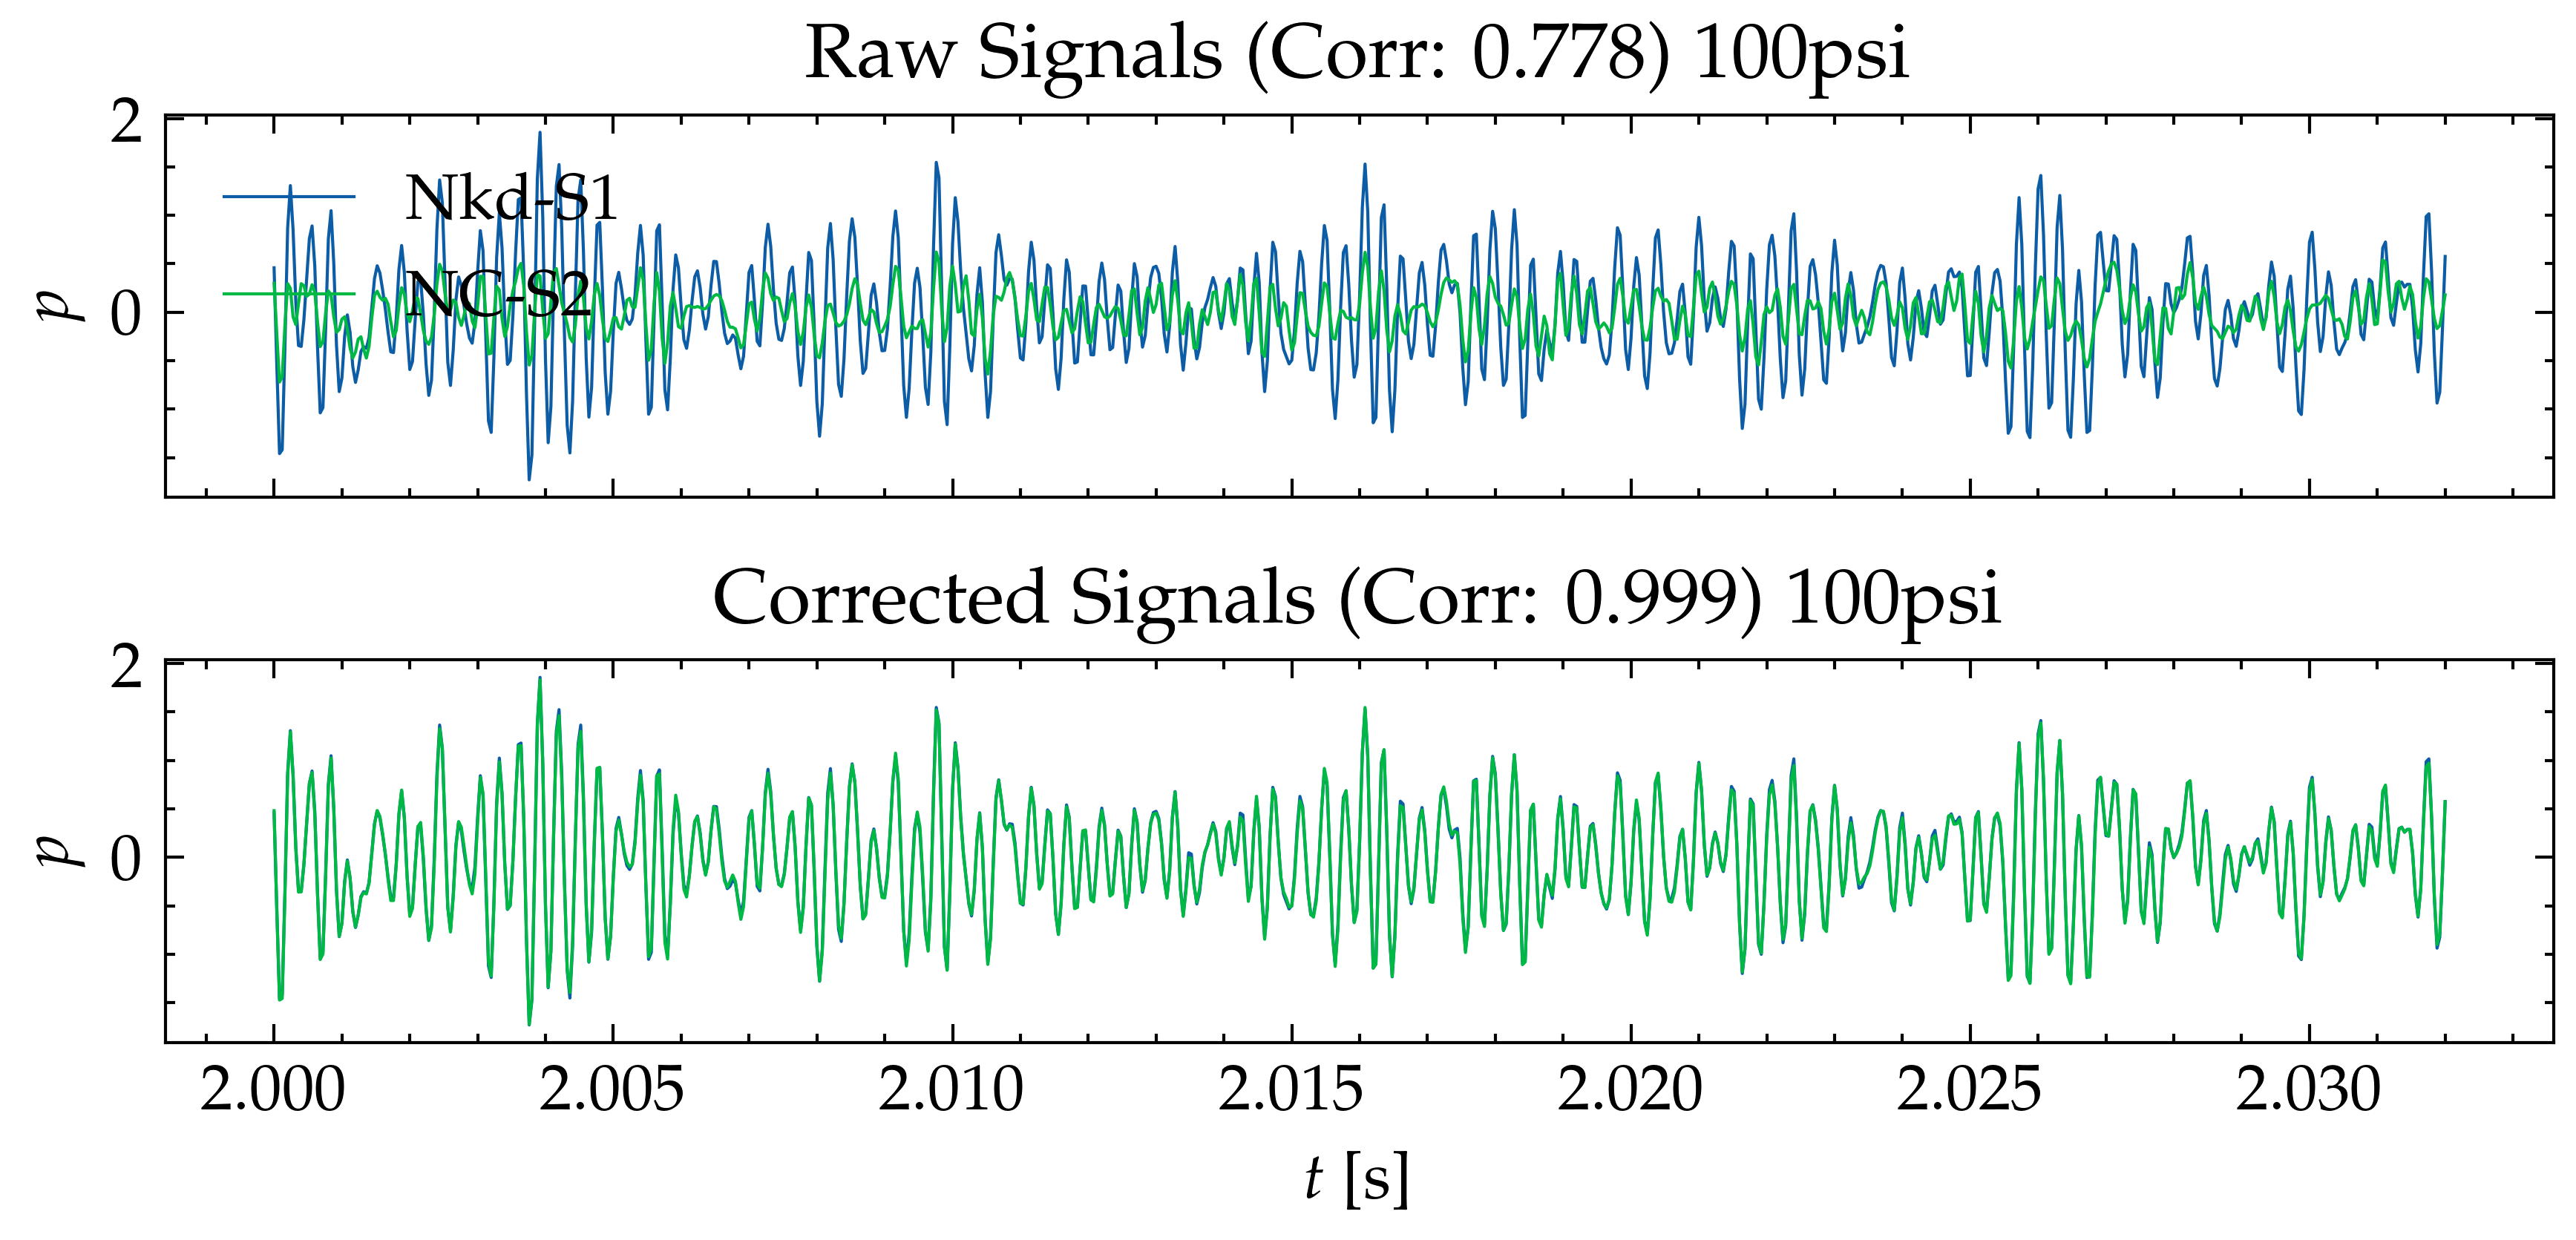 Raw Signals (Corr: 0.778) 100psi
2
Nkd-S1
p
0
NC-S2
Corrected Signals (Corr: 0.999) 100psi
2
p
0
2.000 2.005 2.010 2.015 2.020 2.025 2.030
t [s]